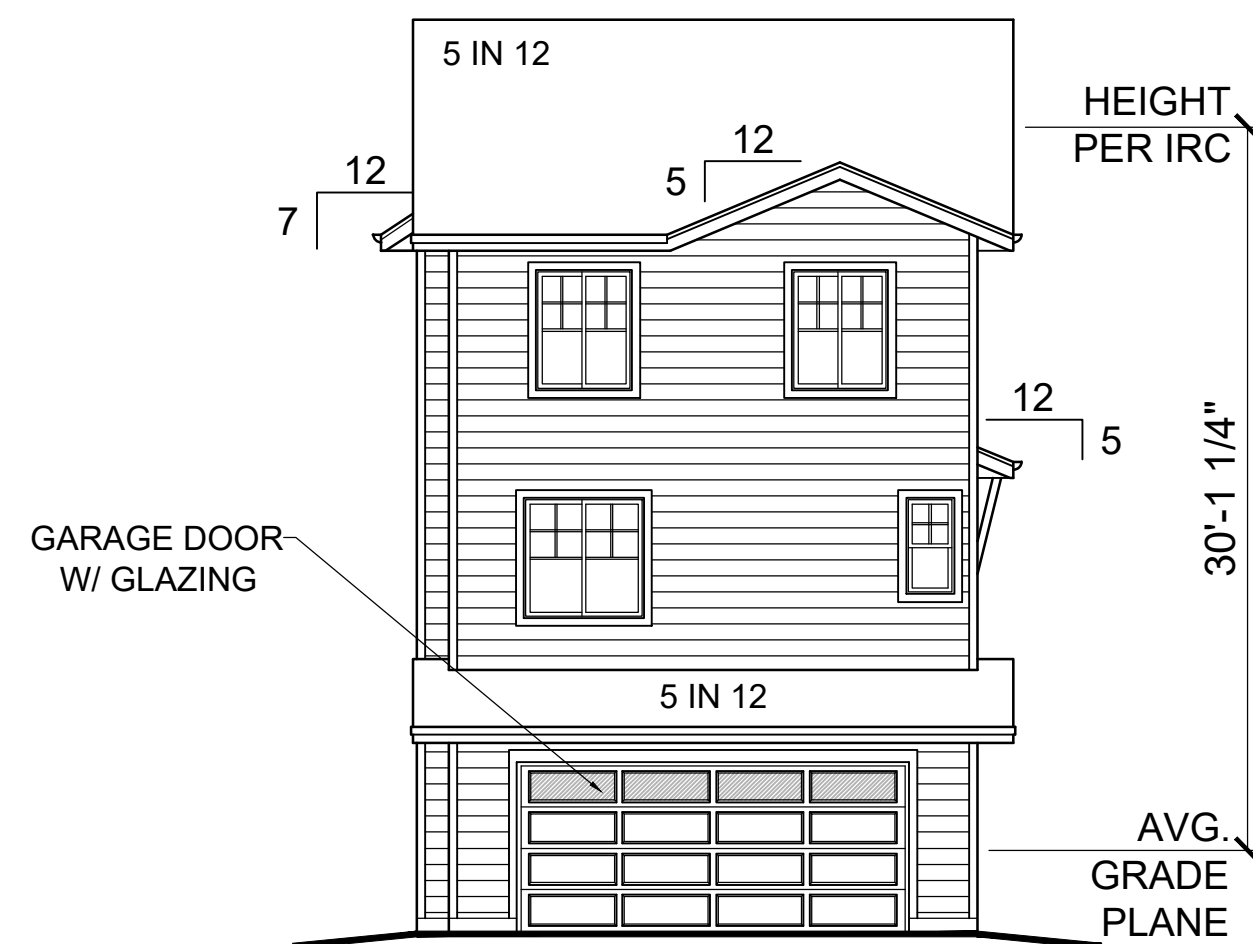 5 IN 12
HEIGHT
PER IRC
12
5
12
7
12
5
30'-1 1/4"
GARAGE DOOR
W/ GLAZING
5 IN 12
AVG.
GRADE
PLANE